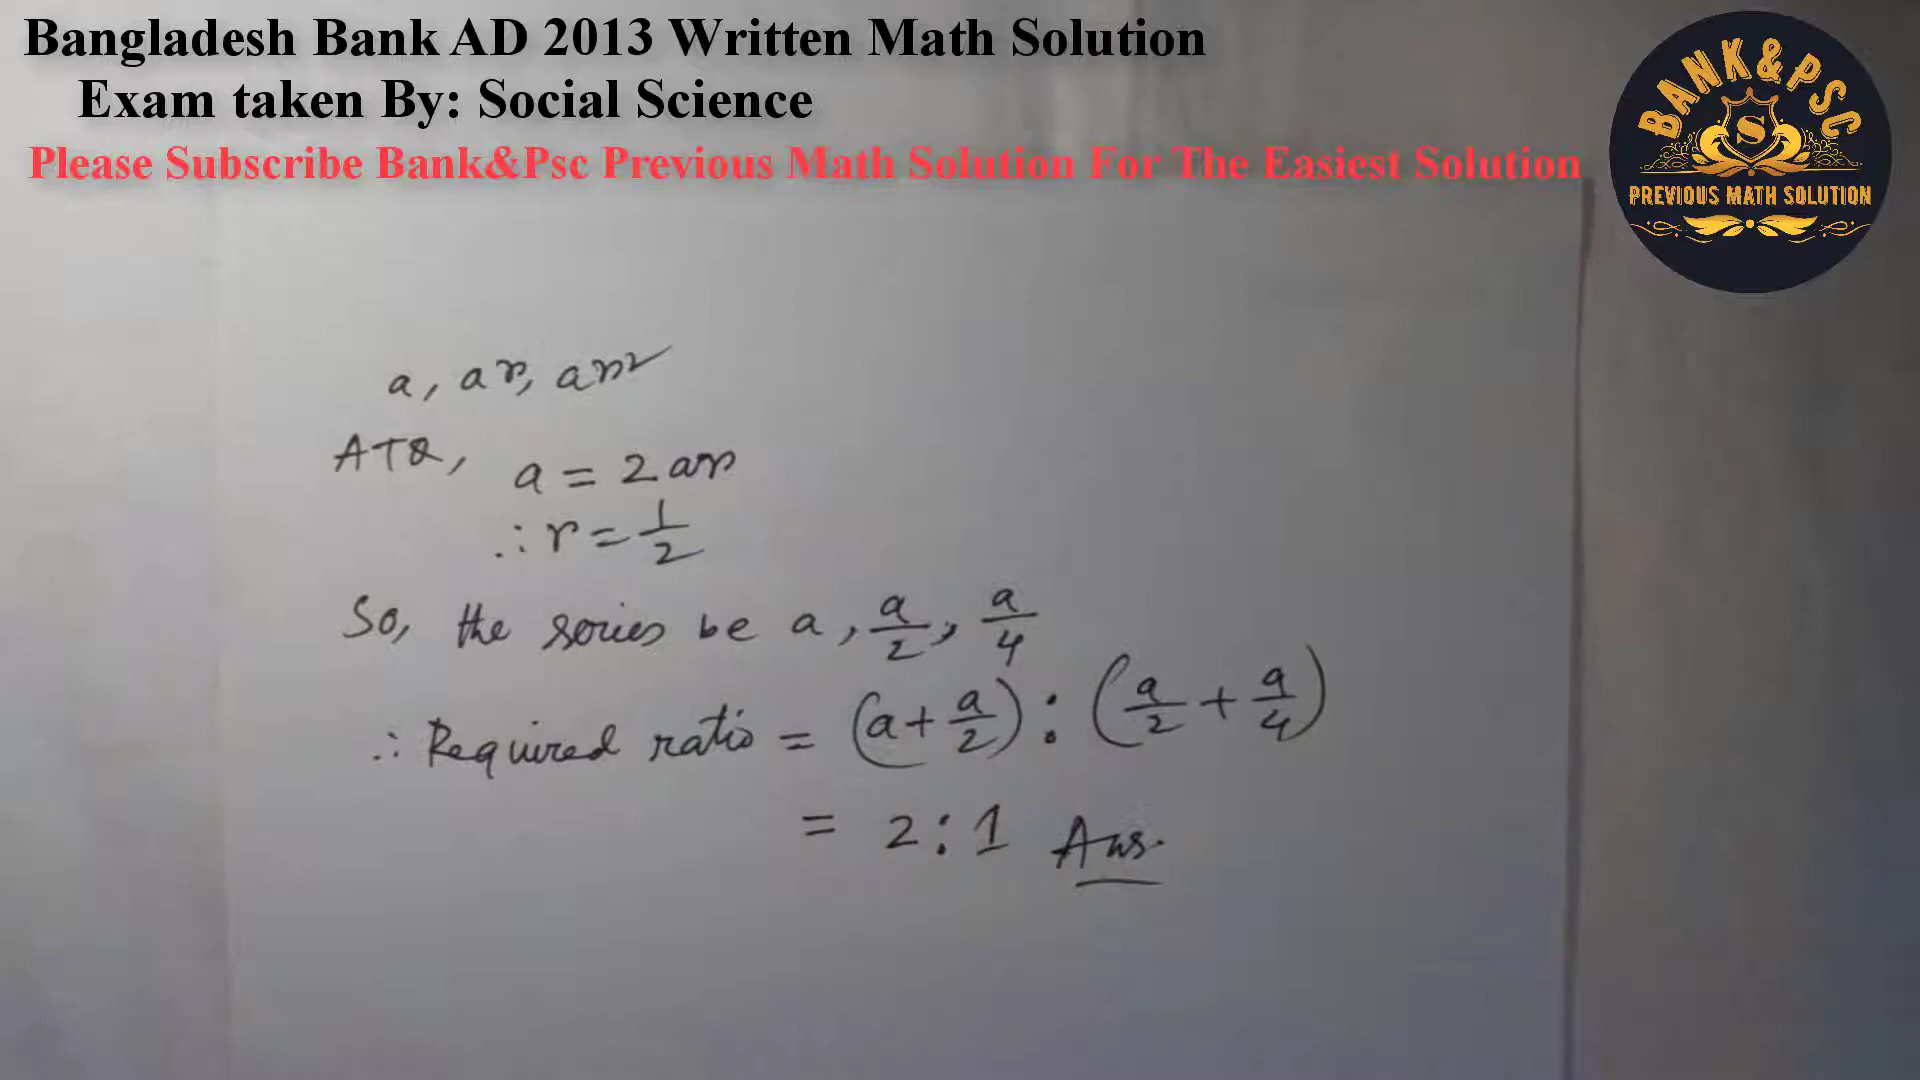 Bangladesh Bank AD 2013 Written Math Solution
Exam taken By: Social Science
Please Subscribe Bank&Psc Previous Math Solution For The Easiest Solution
BANK&PSC
S
PREVIOUS MATH SOLUTION
a, ar, ar²
ATQ, a = 2ar
∴ r = 1/2
So, the series be a, a/2, a/4
∴ Required ratio = (a + a/2) : (a/2 + a/4)
= 2 : 1 Ans.